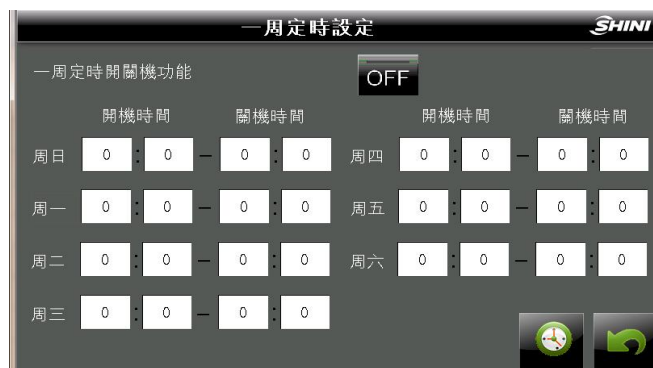 一周定時設定
SHINI
一周定時開關機功能
OFF
開機時間 關機時間 開機時間 關機時間
周日 0 : 0 – 0 : 0 周四 0 : 0 – 0 : 0
周一 0 : 0 – 0 : 0 周五 0 : 0 – 0 : 0
周二 0 : 0 – 0 : 0 周六 0 : 0 – 0 : 0
周三 0 : 0 – 0 : 0